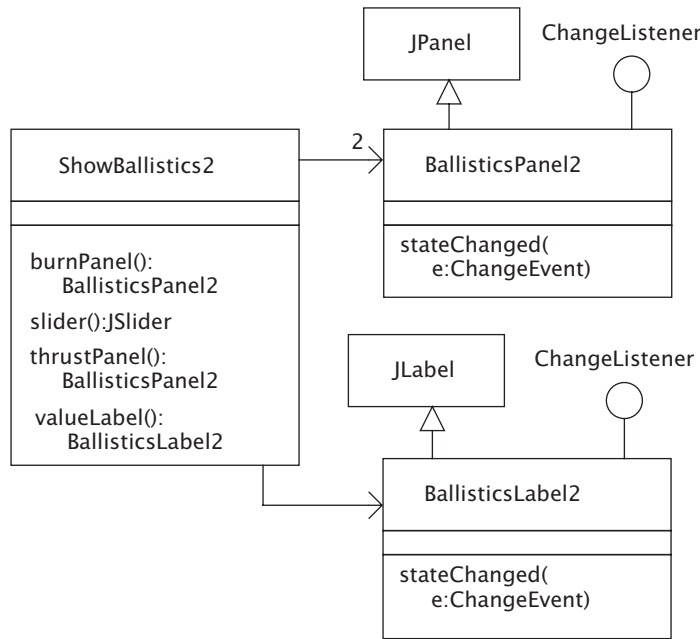 JPanel
ChangeListener
ShowBallistics2
2
BallisticsPanel2
burnPanel():
BallisticsPanel2
slider():JSlider
thrustPanel():
BallisticsPanel2
valueLabel():
BallisticsLabel2
stateChanged(
e:ChangeEvent)
JLabel
ChangeListener
BallisticsLabel2
stateChanged(
e:ChangeEvent)